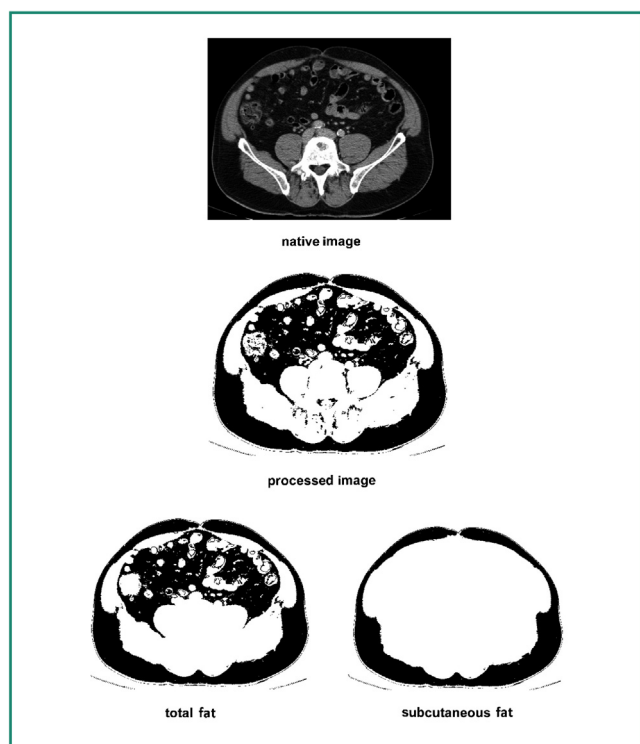 native image
processed image
total fat
subcutaneous fat